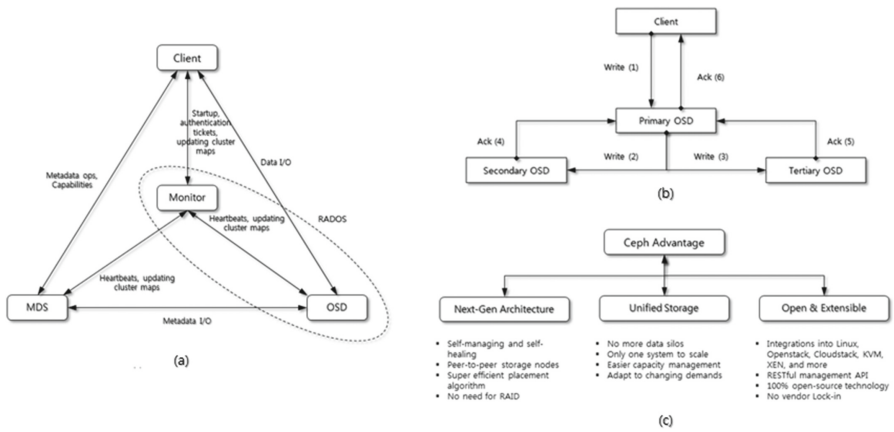 Client
Startup,
authentication
tickets,
updating cluster
maps
Data I/O
Metadata ops,
Capabilities
Monitor
RADOS
Heartbeats, updating
cluster maps
Heartbeats, updating
cluster maps
MDS
OSD
Metadata I/O
(a)
Client
Write (1)
Ack (6)
Primary OSD
Ack (4)
Ack (5)
Write (2)
Write (3)
Secondary OSD
Tertiary OSD
(b)
Ceph Advantage
Next-Gen Architecture
Unified Storage
Open & Extensible
▪ Self-managing and self-
healing
▪ Peer-to-peer storage nodes
▪ Super efficient placement
algorithm
▪ No need for RAID
▪ No more data silos
▪ Only one system to scale
▪ Easier capacity management
▪ Adapt to changing demands
▪ Integrations into Linux,
Openstack, Cloudstack, KVM,
XEN, and more
▪ RESTful management API
▪ 100% open-source technology
▪ No vendor Lock-in
(c)